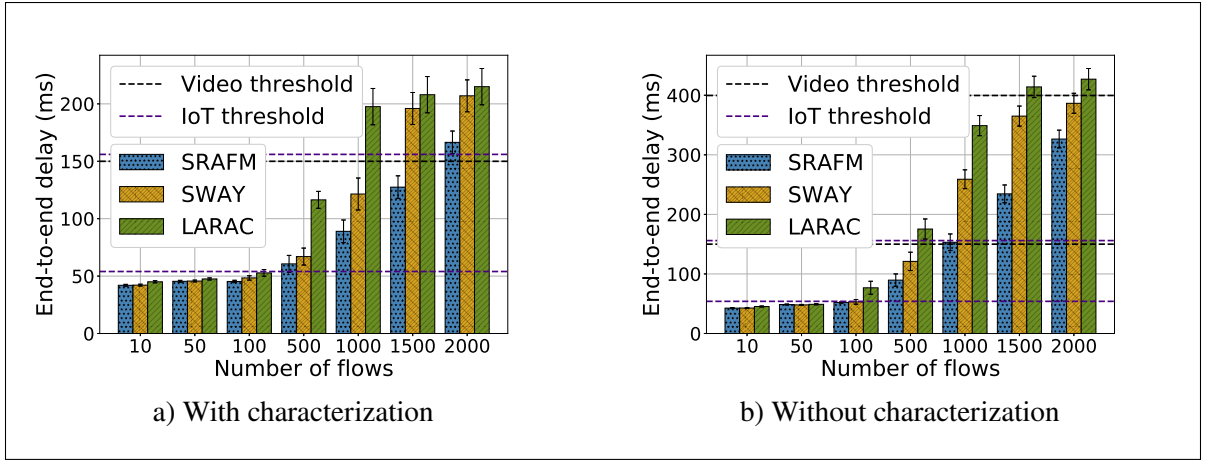 End-to-end delay (ms)
200
150
100
50
0
Video threshold
IoT threshold
SRAFM
SWAY
LARAC
10 50 100 500 1000 1500 2000
Number of flows
a) With characterization
End-to-end delay (ms)
400
300
200
100
0
Video threshold
IoT threshold
SRAFM
SWAY
LARAC
10 50 100 500 1000 1500 2000
Number of flows
b) Without characterization